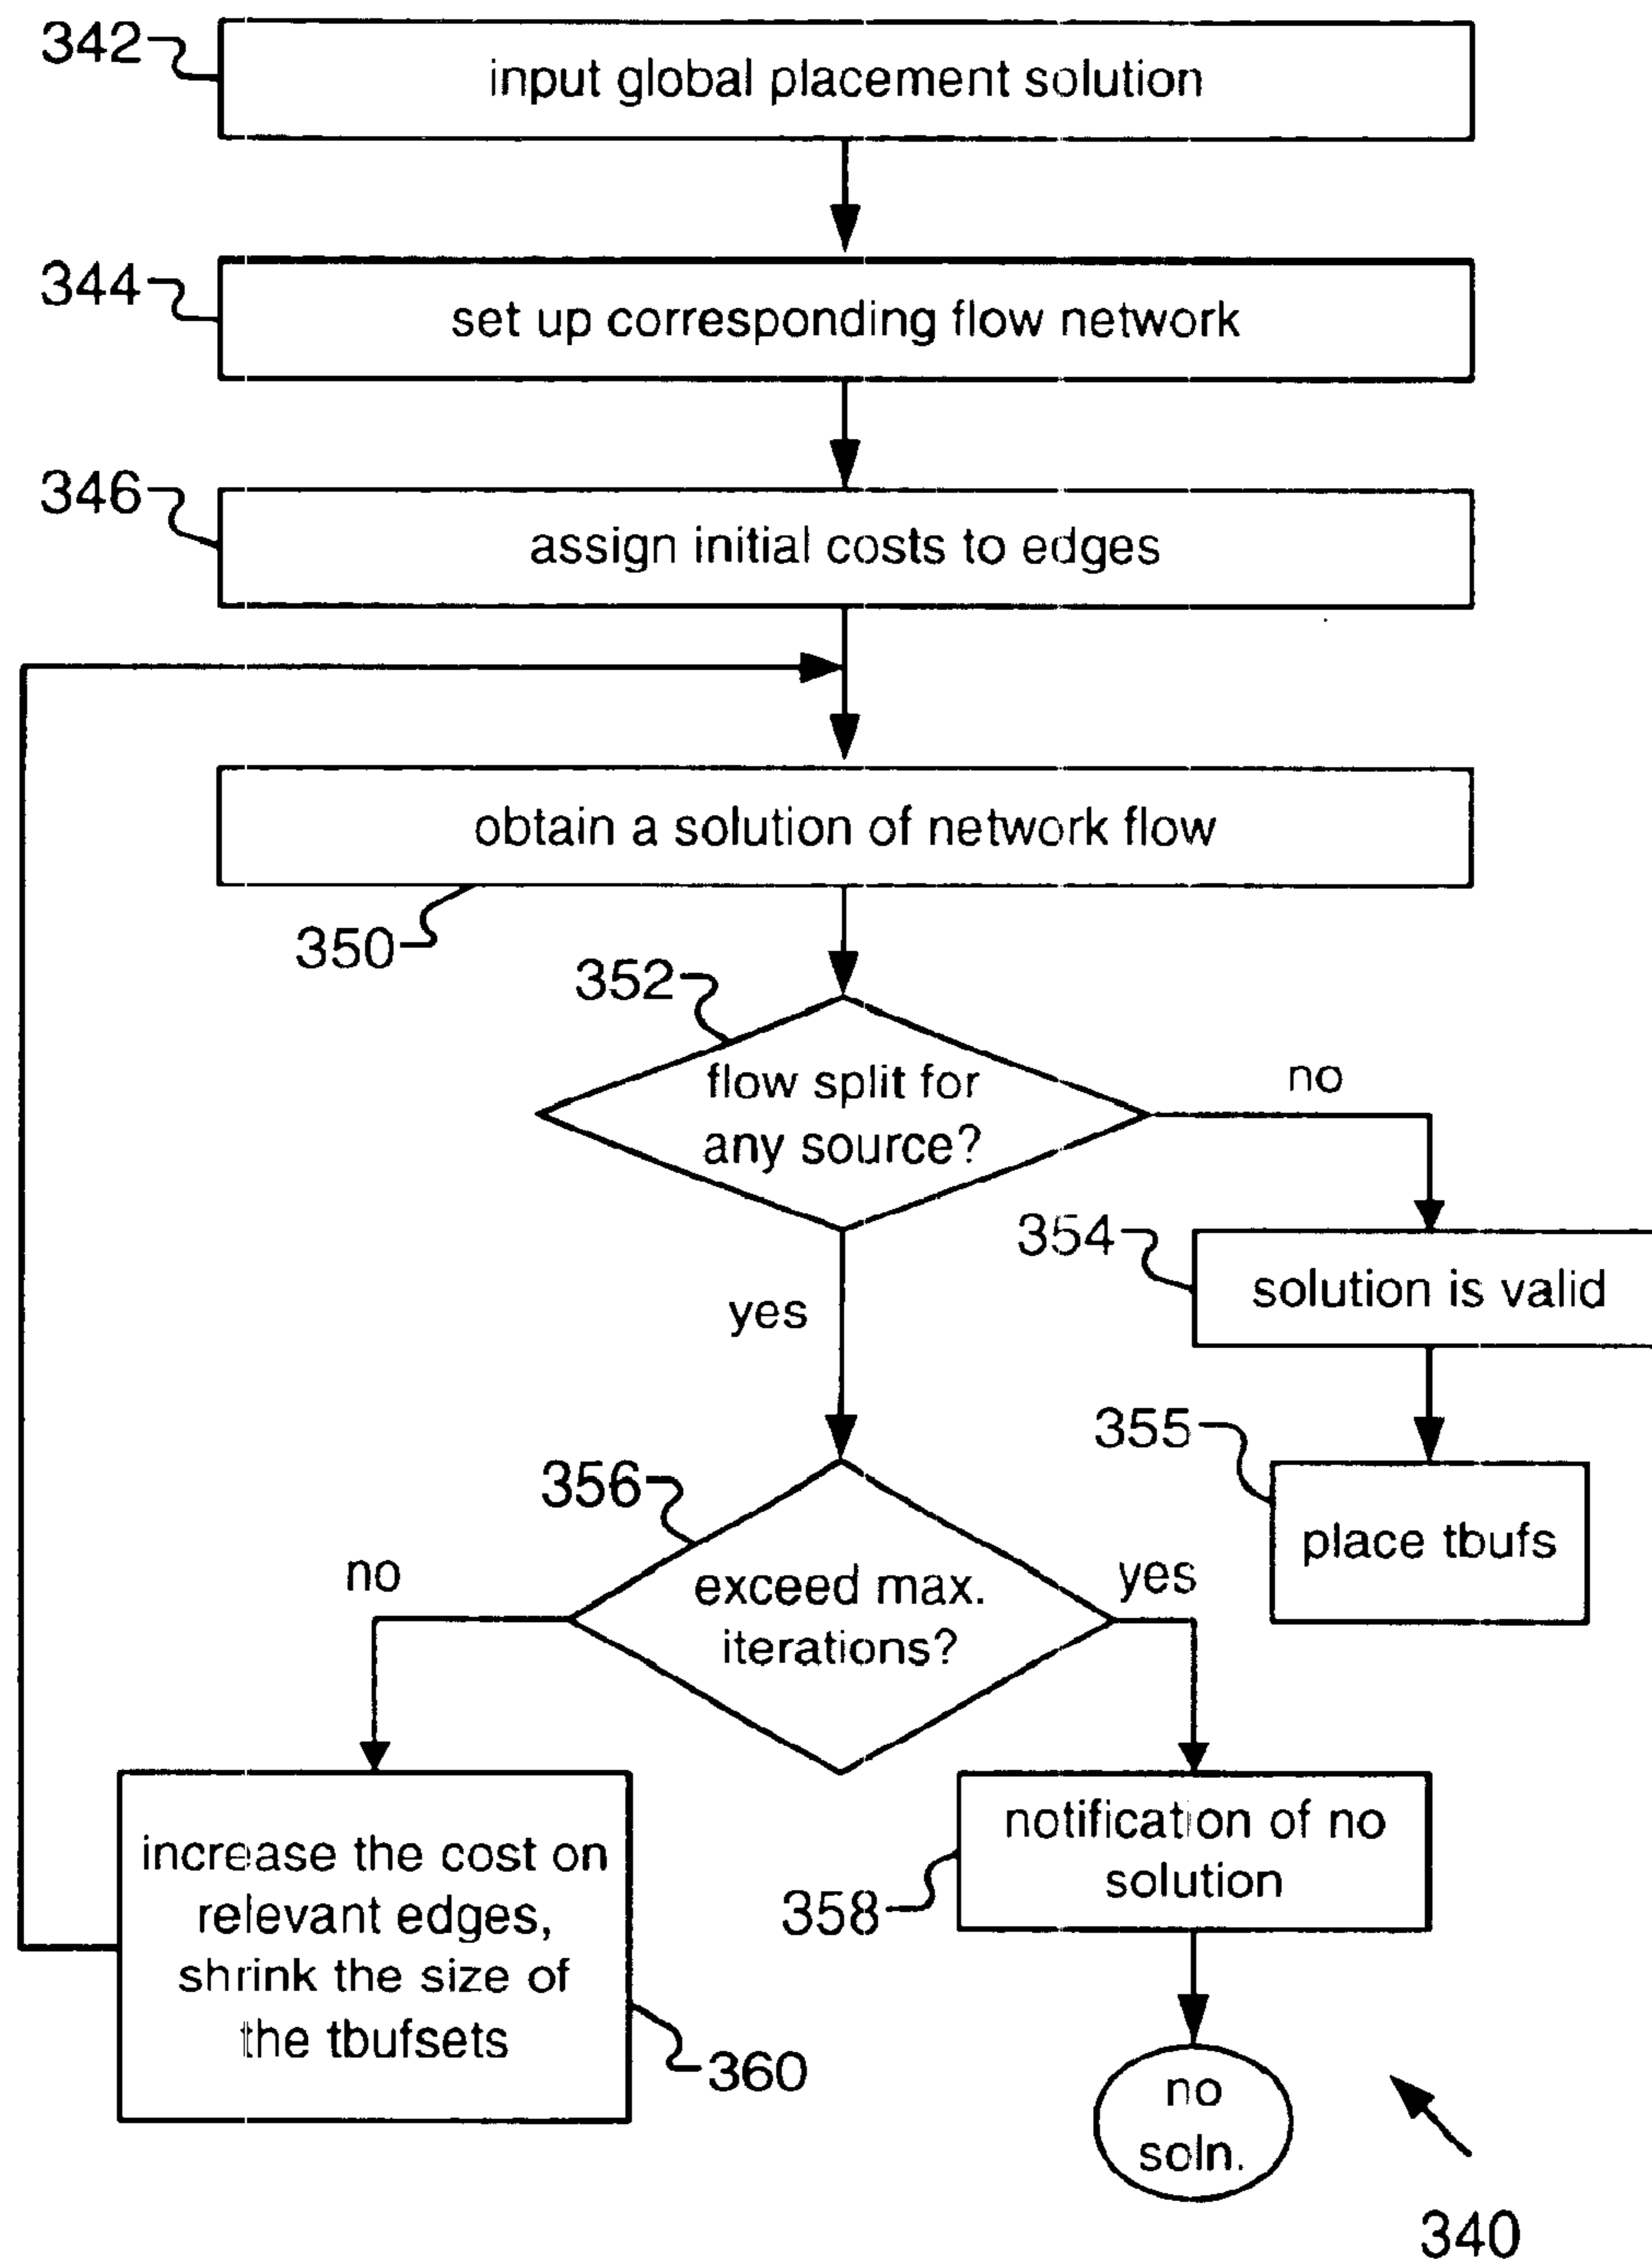 342
input global placement solution
344
set up corresponding flow network
346
assign initial costs to edges
obtain a solution of network flow
350
352
flow split for
any source?
no
354
solution is valid
yes
355
place tbufs
356
exceed max.
iterations?
no
yes
increase the cost on
relevant edges,
shrink the size of
the tbufsets
360
notification of no
solution
358
no
soln.
340